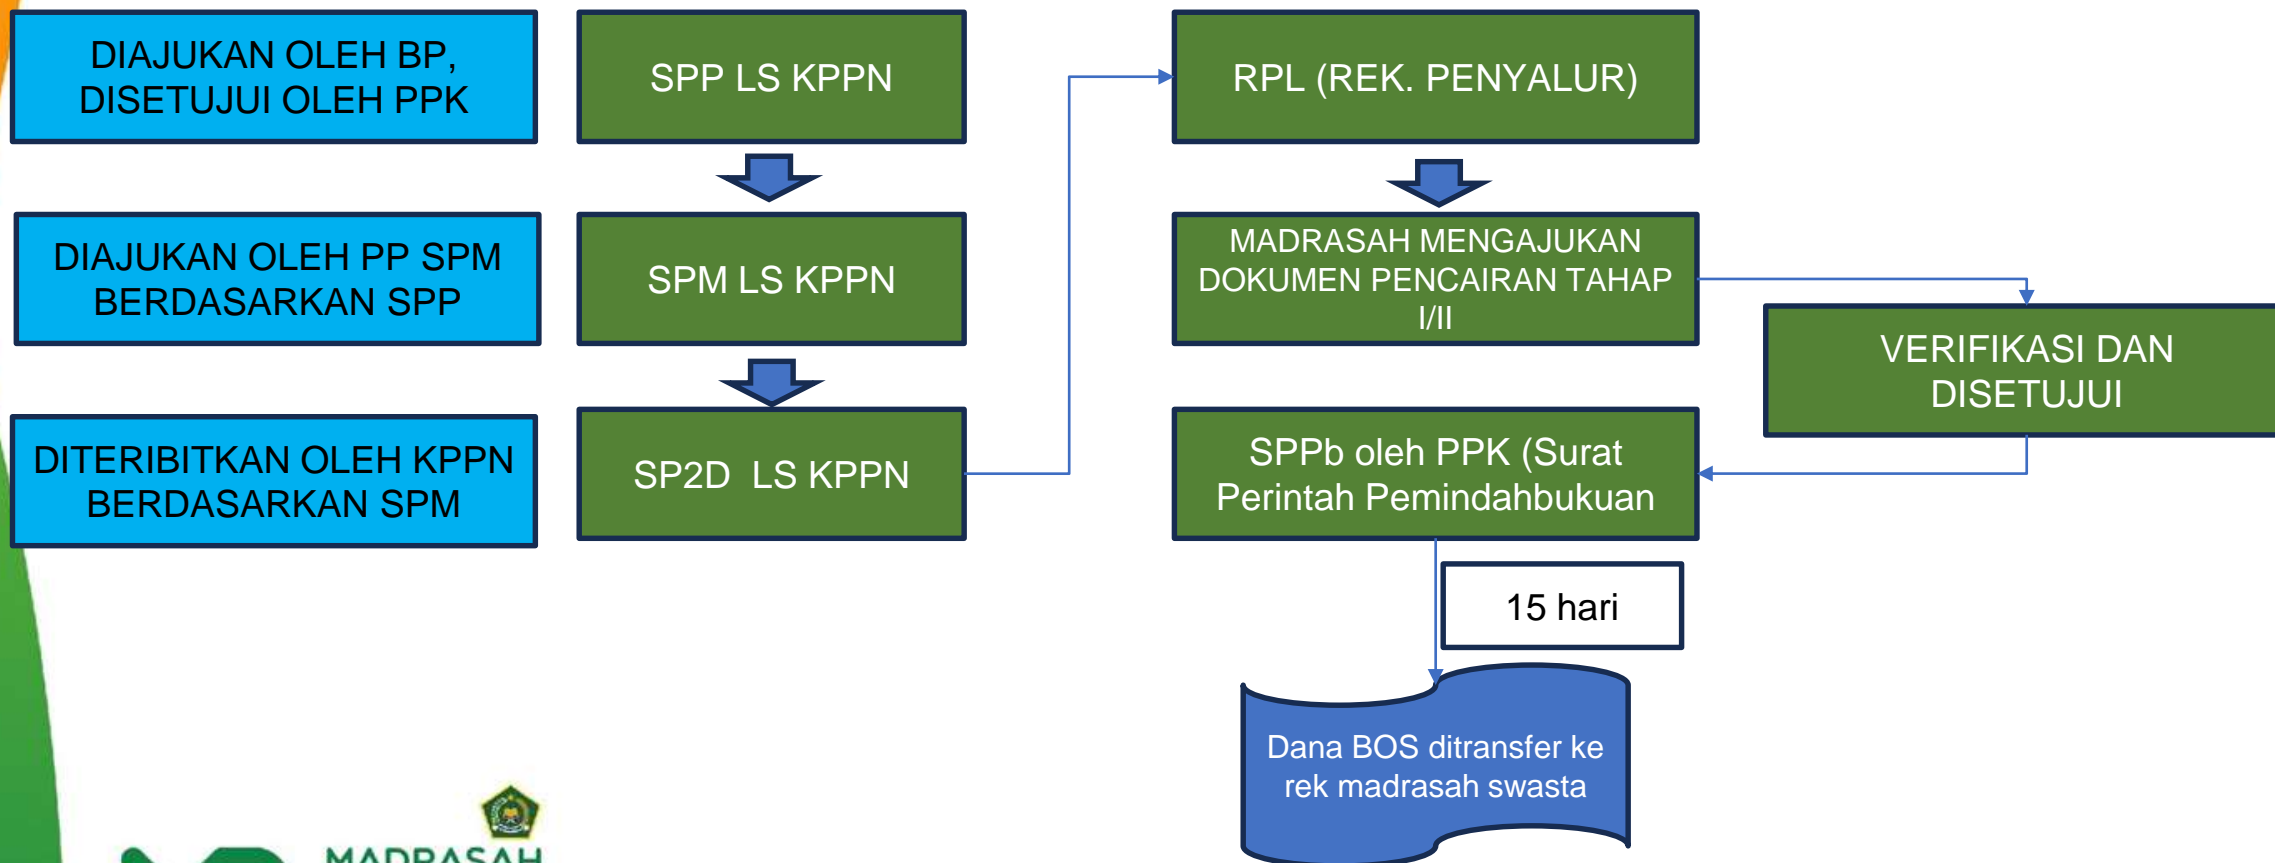 DIAJUKAN OLEH BP,
DISETUJUI OLEH PPK
SPP LS KPPN
RPL (REK. PENYALUR)
DIAJUKAN OLEH PP SPM
BERDASARKAN SPP
SPM LS KPPN
MADRASAH MENGAJUKAN
DOKUMEN PENCAIRAN TAHAP
I/II
VERIFIKASI DAN
DISETUJUI
DITERIBITKAN OLEH KPPN
BERDASARKAN SPM
SP2D  LS KPPN
SPPb oleh PPK (Surat
Perintah Pemindahbukuan
15 hari
Dana BOS ditransfer ke
rek madrasah swasta
MADRASAH